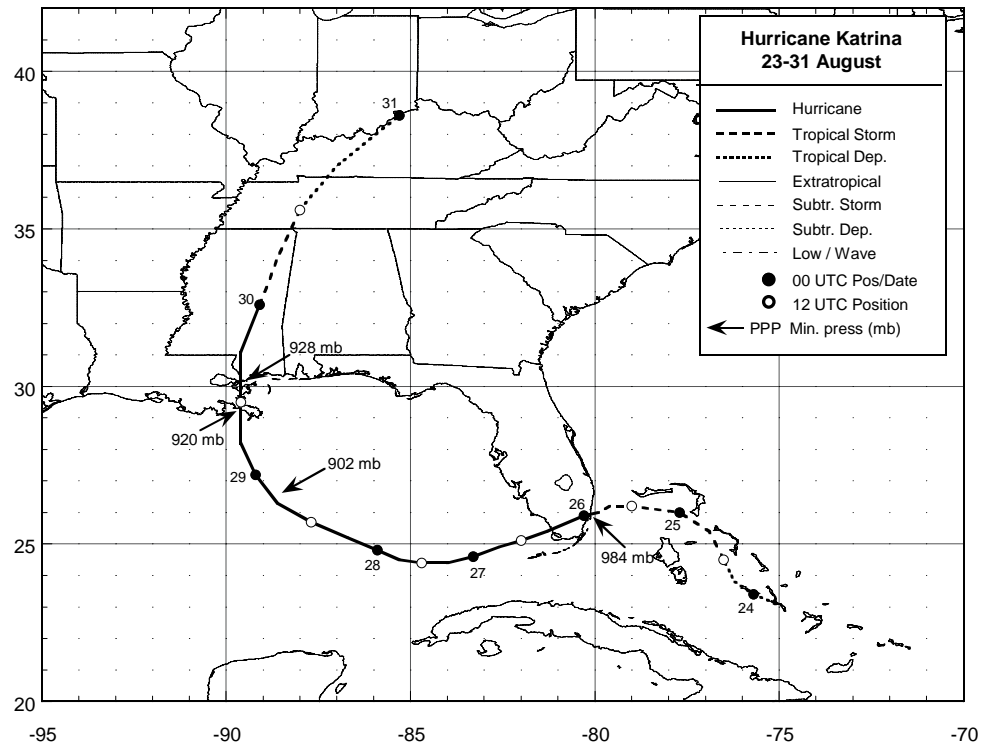 Hurricane Katrina
23-31 August
Hurricane
Tropical Storm
Tropical Dep.
Extratropical
Subtr. Storm
Subtr. Dep.
Low / Wave
00 UTC Pos/Date
12 UTC Position
PPP Min. press (mb)
40
31
35
30
928 mb
30
920 mb
902 mb
29
26
25
984 mb
25
28
27
24
20
-95 -90 -85 -80 -75 -70